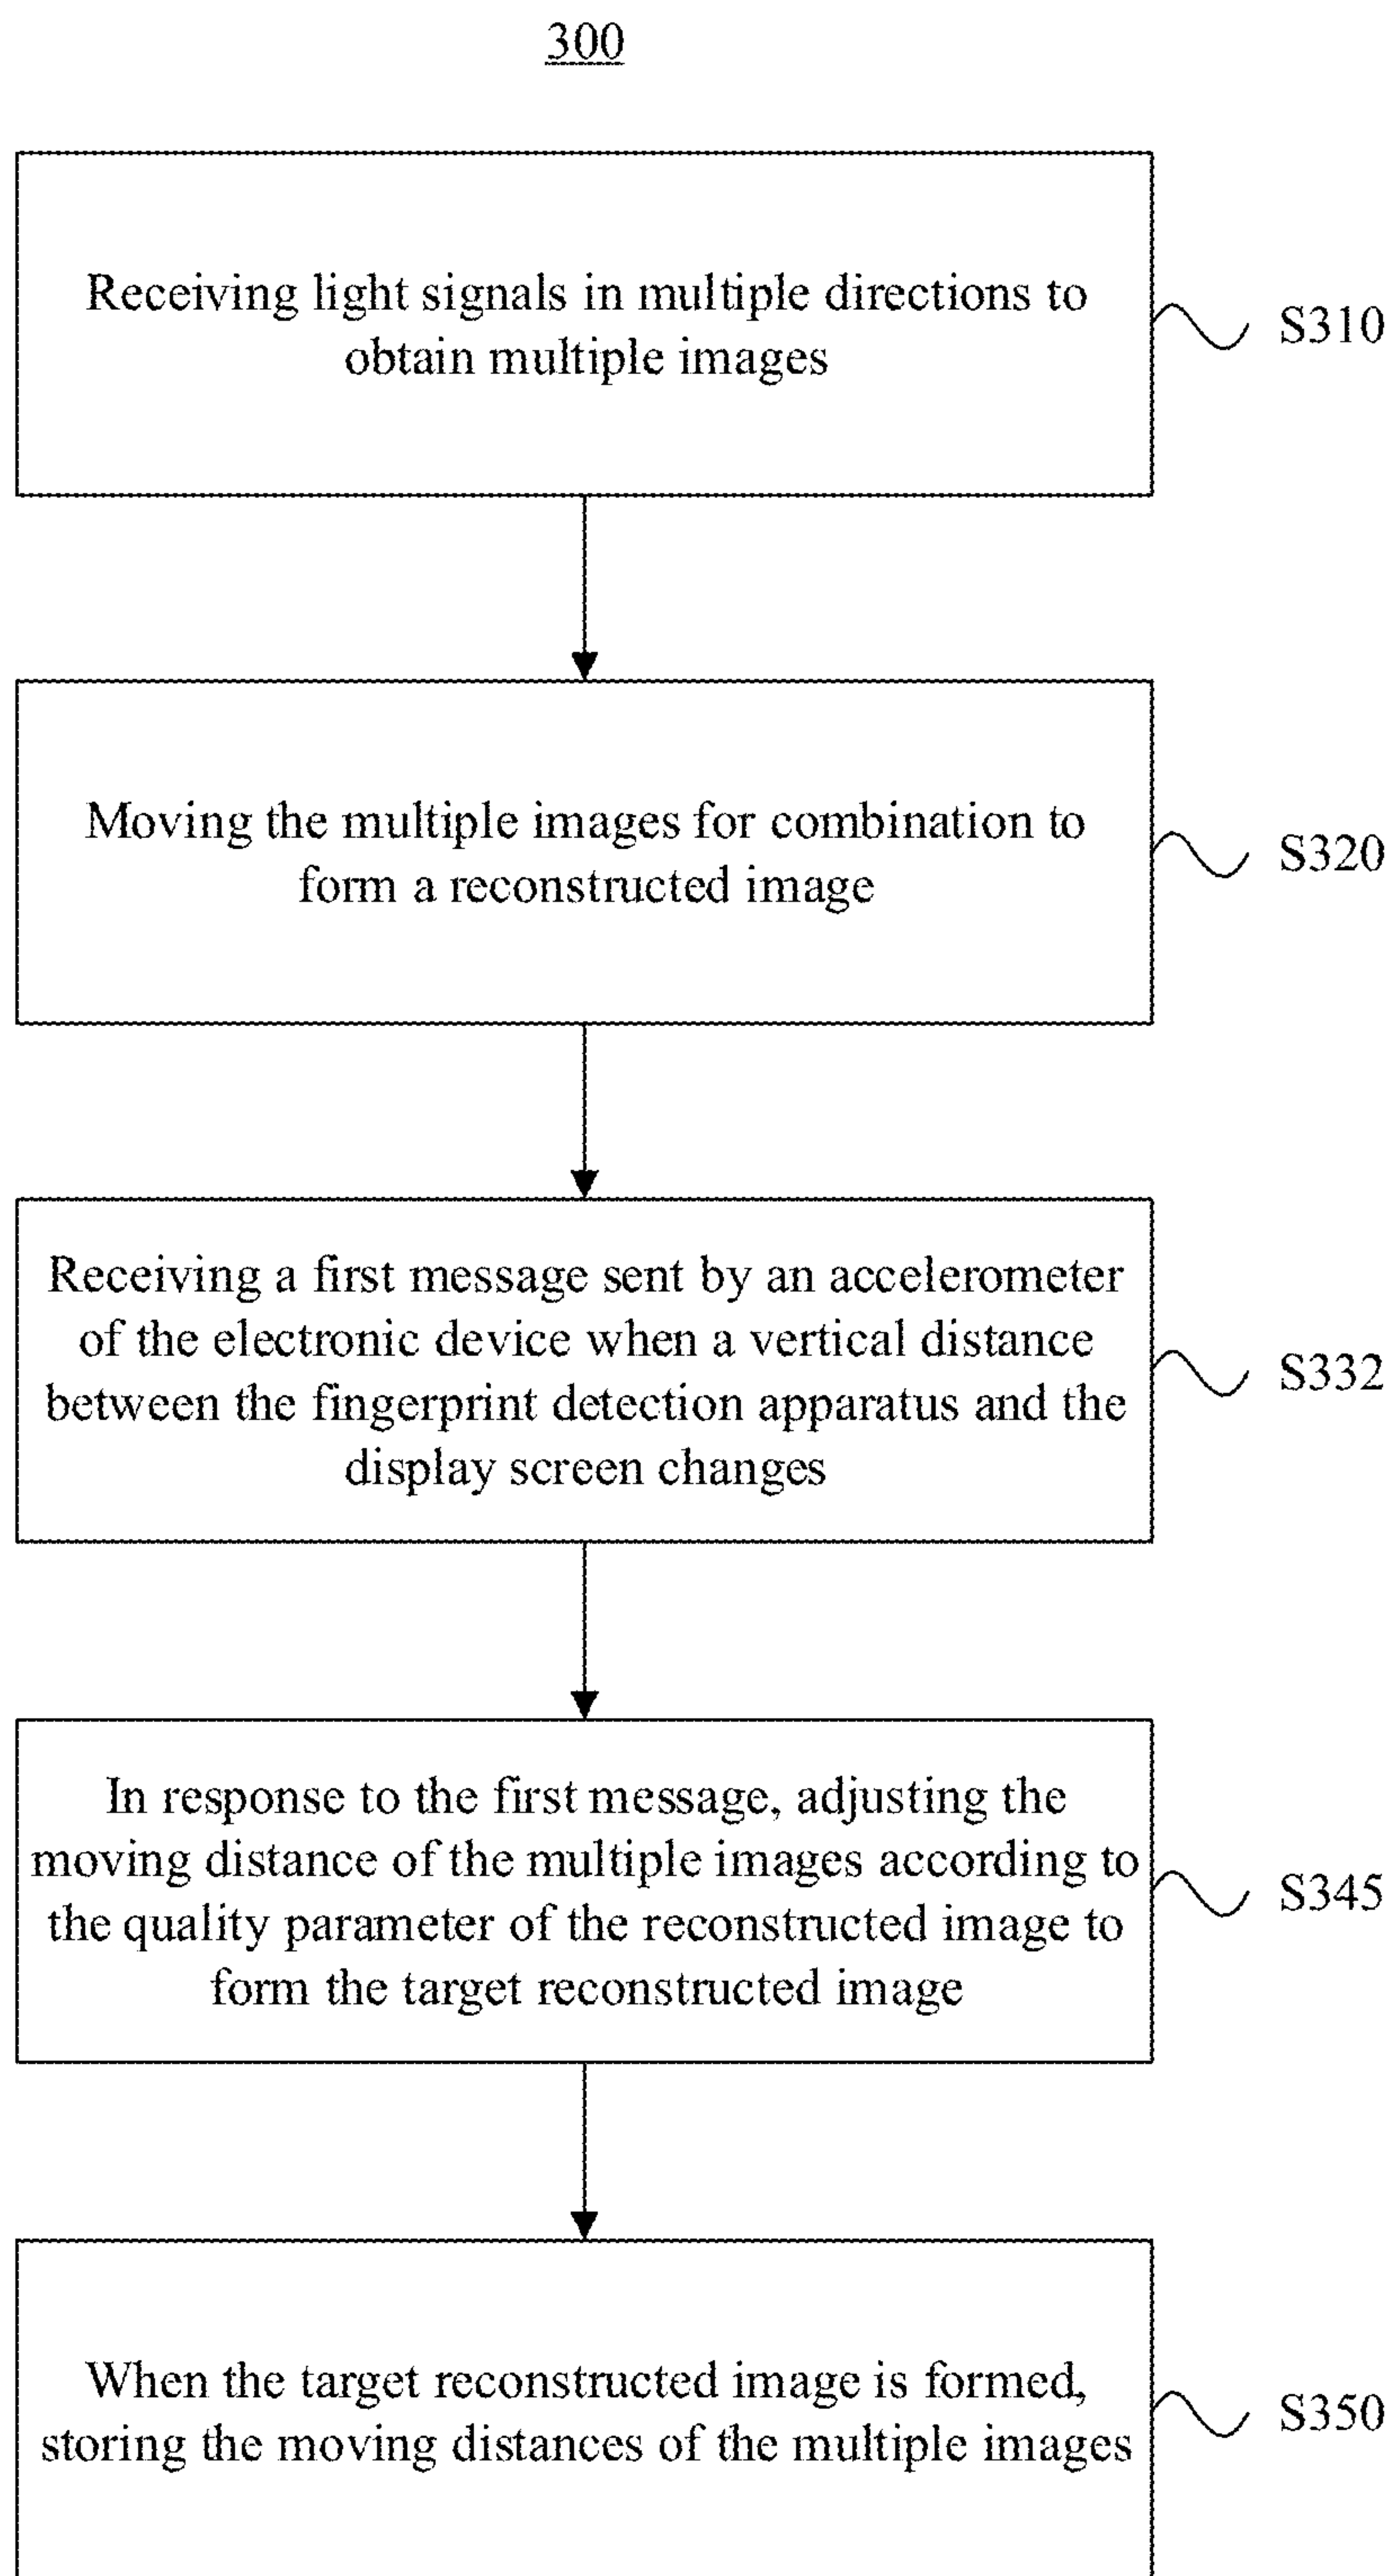 300
Receiving light signals in multiple directions to
obtain multiple images
S310
Moving the multiple images for combination to
form a reconstructed image
S320
Receiving a first message sent by an accelerometer
of the electronic device when a vertical distance
between the fingerprint detection apparatus and the
display screen changes
S332
In response to the first message, adjusting the
moving distance of the multiple images according to
the quality parameter of the reconstructed image to
form the target reconstructed image
S345
When the target reconstructed image is formed,
storing the moving distances of the multiple images
S350